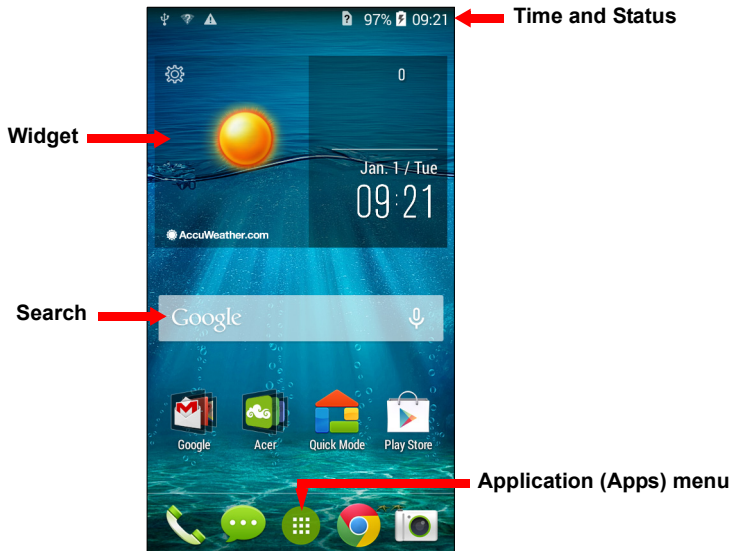 97% 09:21
Time and Status
0
Widget
Jan. 1 / Tue
09:21
AccuWeather.com
Search
Google
Google
Acer
Quick Mode
Play Store
Application (Apps) menu